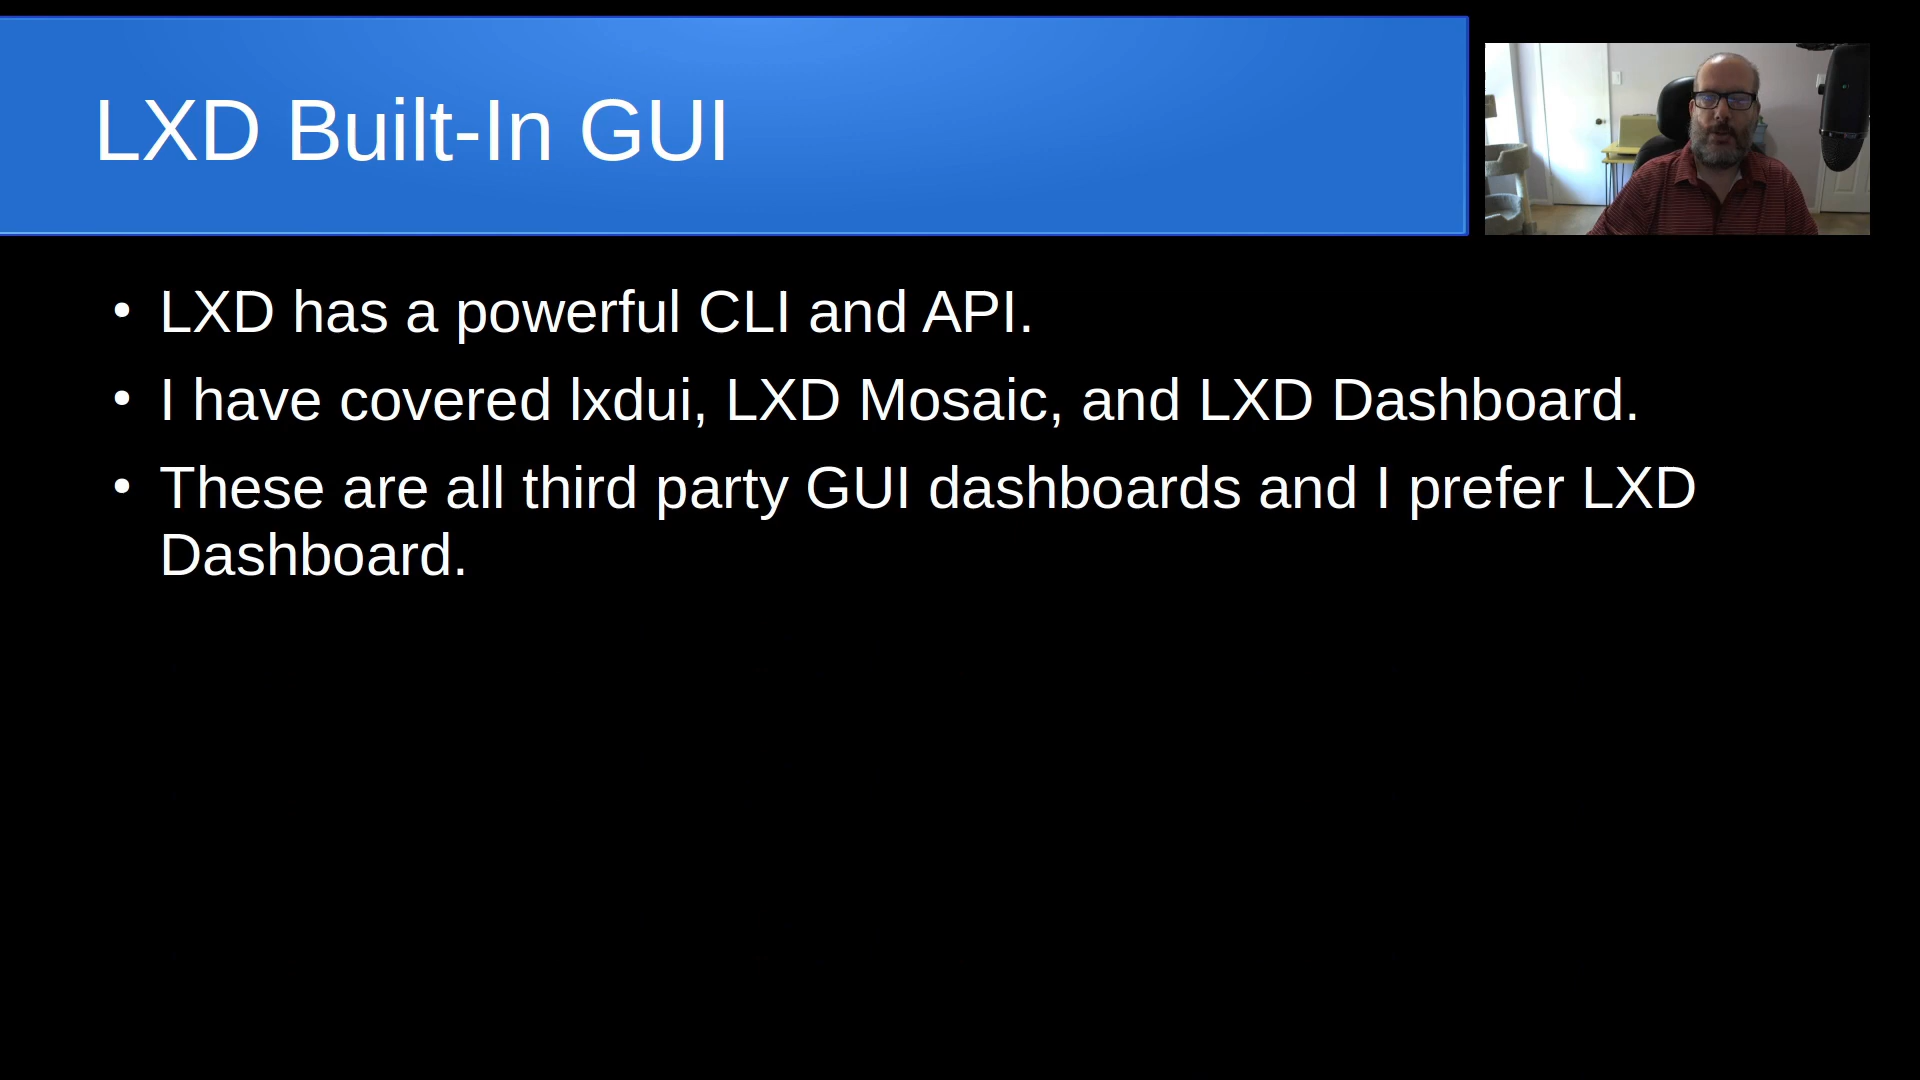 LXD Built-In GUI
• LXD has a powerful CLI and API.
• I have covered lxdui, LXD Mosaic, and LXD Dashboard.
• These are all third party GUI dashboards and I prefer LXD
Dashboard.